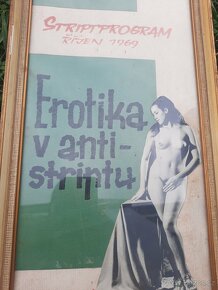 STRIPTPROGRAM
ŘÍJEN 1969
Erotika
v anti-
striptu